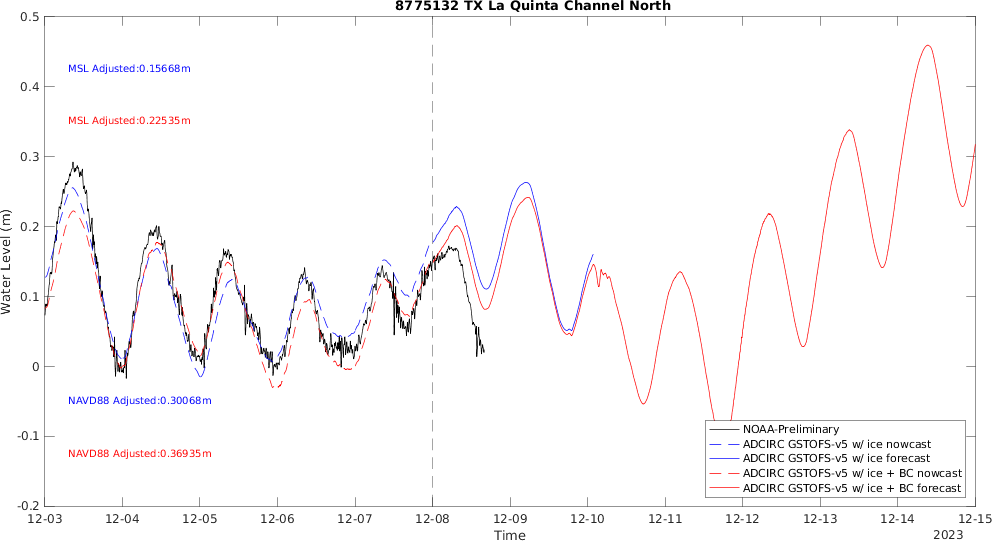 8775132 TX La Quinta Channel North
0.5
0.4
0.3
0.2
0.1
0
-0.1
-0.2
Water Level (m)
MSL Adjusted:0.15668m
MSL Adjusted:0.22535m
NAVD88 Adjusted:0.30068m
NAVD88 Adjusted:0.36935m
NOAA-Preliminary
ADCIRC GSTOFS-v5 w/ ice nowcast
ADCIRC GSTOFS-v5 w/ ice forecast
ADCIRC GSTOFS-v5 w/ ice + BC nowcast
ADCIRC GSTOFS-v5 w/ ice + BC forecast
12-03 12-04 12-05 12-06 12-07 12-08 12-09 12-10 12-11 12-12 12-13 12-14 12-15
Time
2023